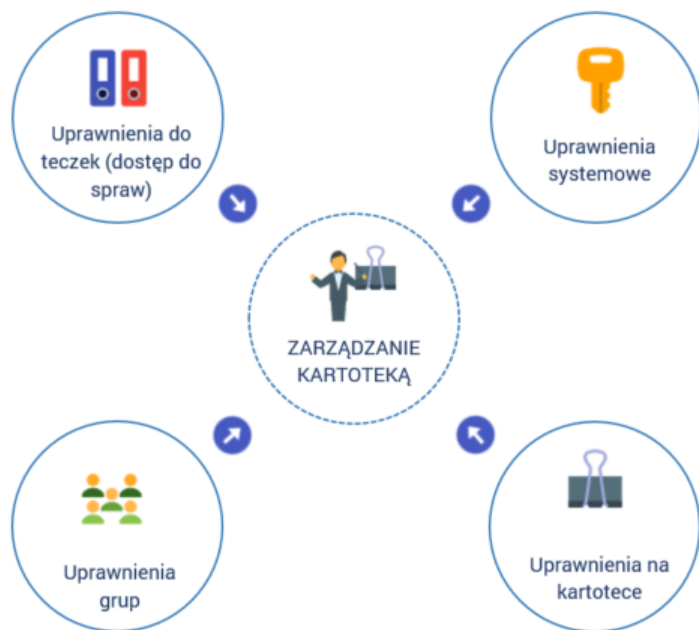 Uprawnienia do
teczek (dostęp do
spraw)
Uprawnienia
systemowe
ZARZĄDZANIE
KARTOTEKĄ
Uprawnienia
grup
Uprawnienia na
kartotece